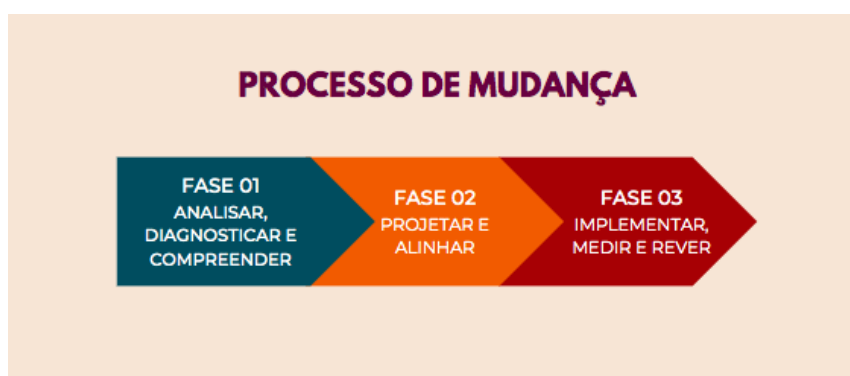 PROCESSO DE MUDANÇA
FASE 01
ANALISAR,
DIAGNOSTICAR E
COMPREENDER
FASE 02
PROJETAR E
ALINHAR
FASE 03
IMPLEMENTAR,
MEDIR E REVER